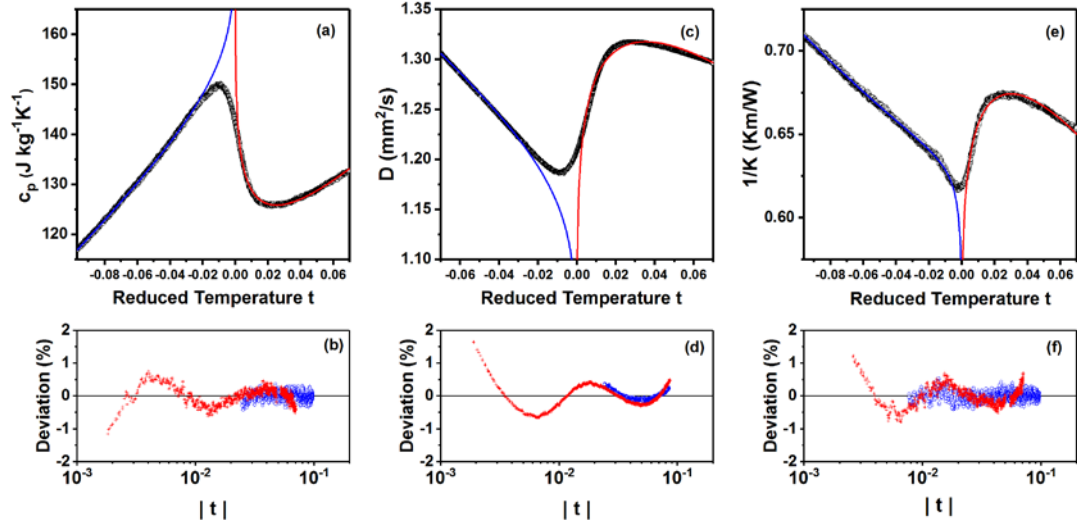 (a)
c_p (J kg⁻¹K⁻¹)
160
150
140
130
120
-0.08 -0.06 -0.04 -0.02 0.00 0.02 0.04 0.06
Reduced Temperature t
(c)
D (mm²/s)
1.35
1.30
1.25
1.20
1.15
1.10
-0.06 -0.04 -0.02 0.00 0.02 0.04 0.06
Reduced Temperature t
(e)
1/K (Km/W)
0.70
0.65
0.60
-0.08 -0.06 -0.04 -0.02 0.00 0.02 0.04 0.06
Reduced Temperature t
(b)
Deviation (%)
2
1
0
-1
-2
10⁻³ 10⁻² 10⁻¹
| t |
(d)
Deviation (%)
2
1
0
-1
-2
10⁻³ 10⁻² 10⁻¹
| t |
(f)
Deviation (%)
2
1
0
-1
-2
10⁻³ 10⁻² 10⁻¹
| t |